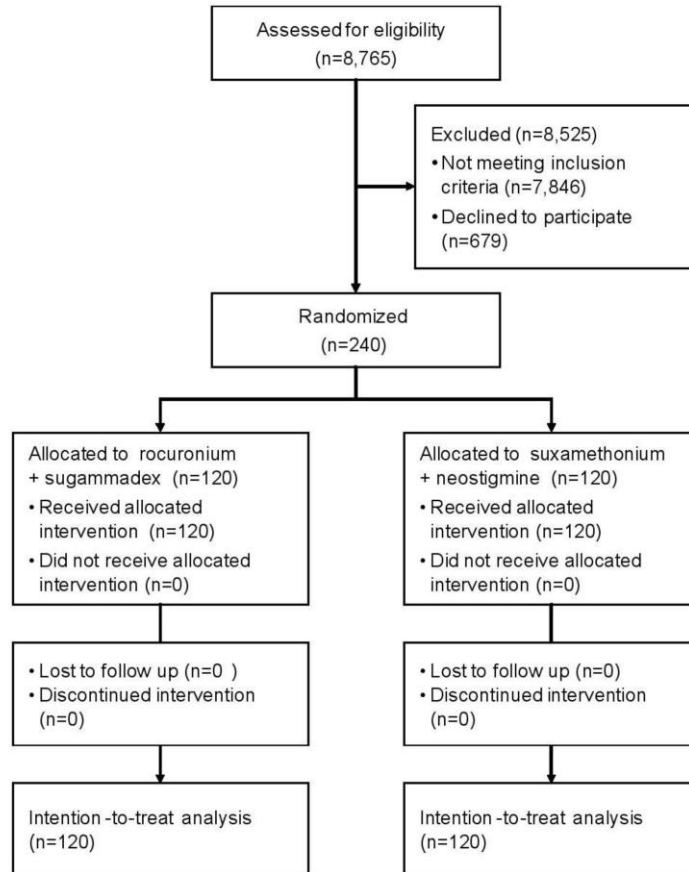 Assessed for eligibility
(n=8,765)
Excluded (n=8,525)
• Not meeting inclusion
criteria (n=7,846)
• Declined to participate
(n=679)
Randomized
(n=240)
Allocated to rocuronium
+ sugammadex (n=120)
• Received allocated
intervention (n=120)
• Did not receive allocated
intervention (n=0)
Allocated to suxamethonium
+ neostigmine (n=120)
• Received allocated
intervention (n=120)
• Did not receive allocated
intervention (n=0)
• Lost to follow up (n=0 )
• Discontinued intervention
(n=0)
• Lost to follow up (n=0)
• Discontinued intervention
(n=0)
Intention -to-treat analysis
(n=120)
Intention -to-treat analysis
(n=120)